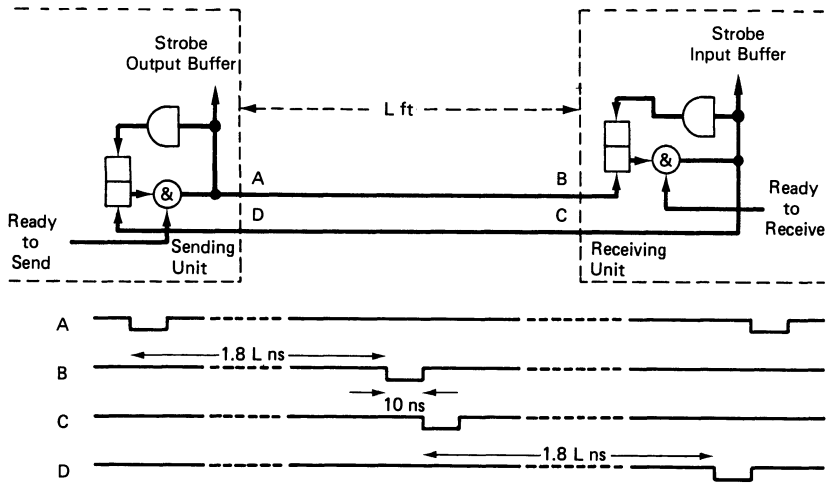 Strobe
Output Buffer
Strobe
Input Buffer
L ft
&
&
A
B
D
C
Ready
to
Send
Sending
Unit
Receiving
Unit
Ready
to
Receive
A
1.8 L ns
B
10 ns
C
1.8 L ns
D